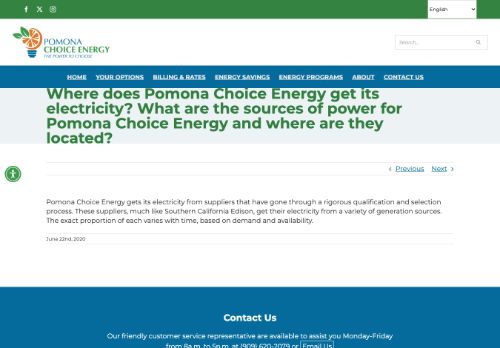 English
POMONA
CHOICE ENERGY
THE POWER TO CHOOSE
Search...
HOME YOUR OPTIONS BILLING & RATES ENERGY SAVINGS ENERGY PROGRAMS ABOUT CONTACT US
Where does Pomona Choice Energy get its
electricity? What are the sources of power for
Pomona Choice Energy and where are they
located?
Previous Next
Pomona Choice Energy gets its electricity from suppliers that have gone through a rigorous qualification and selection
process. These suppliers, much like Southern California Edison, get their electricity from a variety of generation sources.
The exact proportion of each varies with time, based on demand and availability.
June 22nd, 2020
Contact Us
Our friendly customer service representative are available to assist you Monday-Friday
from 8a.m. to 5p.m. at (909) 620-2079 or Email Us